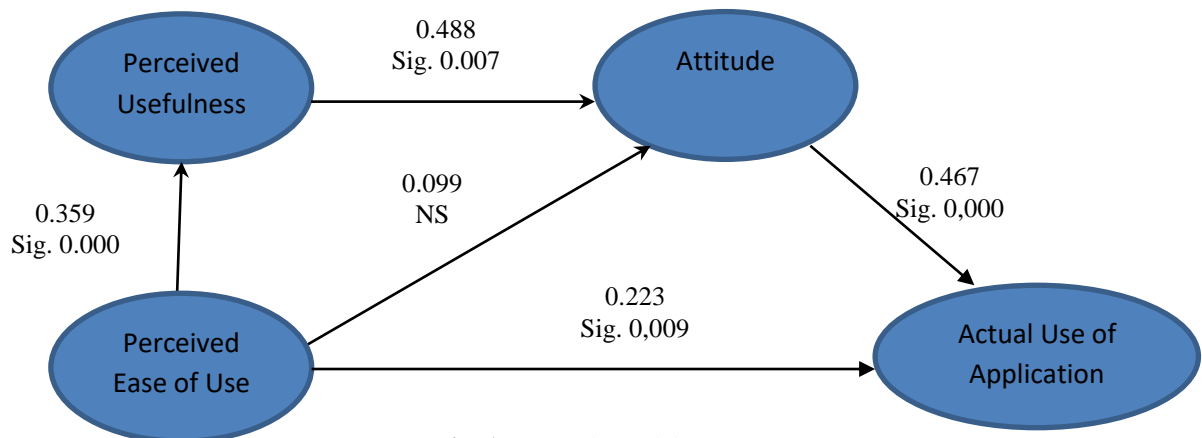 0.488
Sig. 0.007
Perceived
Usefulness
Attitude
0.099
NS
0.467
Sig. 0,000
0.359
Sig. 0.000
0.223
Sig. 0,009
Perceived
Ease of Use
Actual Use of
Application